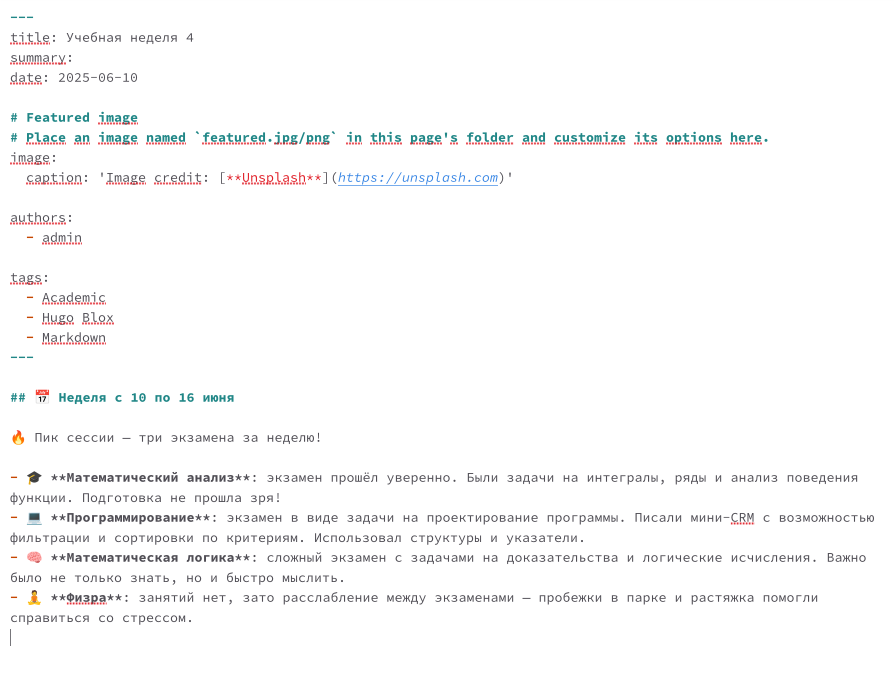 ---
title: Учебная неделя 4
summary:
date: 2025-06-10
# Featured image
# Place an image named `featured.jpg/png` in this page's folder and customize its options here.
image:
  caption: 'Image credit: [**Unsplash**](https://unsplash.com)'
authors:
  - admin
tags:
  - Academic
  - Hugo Blox
  - Markdown
---
## 📅 Неделя с 10 по 16 июня
🔥 Пик сессии — три экзамена за неделю!
- 🎓 **Математический анализ**: экзамен прошёл уверенно. Были задачи на интегралы, ряды и анализ поведения
функции. Подготовка не прошла зря!
- 💻 **Программирование**: экзамен в виде задачи на проектирование программы. Писали мини-CRM с возможностью
фильтрации и сортировки по критериям. Использовал структуры и указатели.
- 🧠 **Математическая логика**: сложный экзамен с задачами на доказательства и логические исчисления. Важно
было не только знать, но и быстро мыслить.
- 🧘 **Физра**: занятий нет, зато расслабление между экзаменами — пробежки в парке и растяжка помогли
справиться со стрессом.